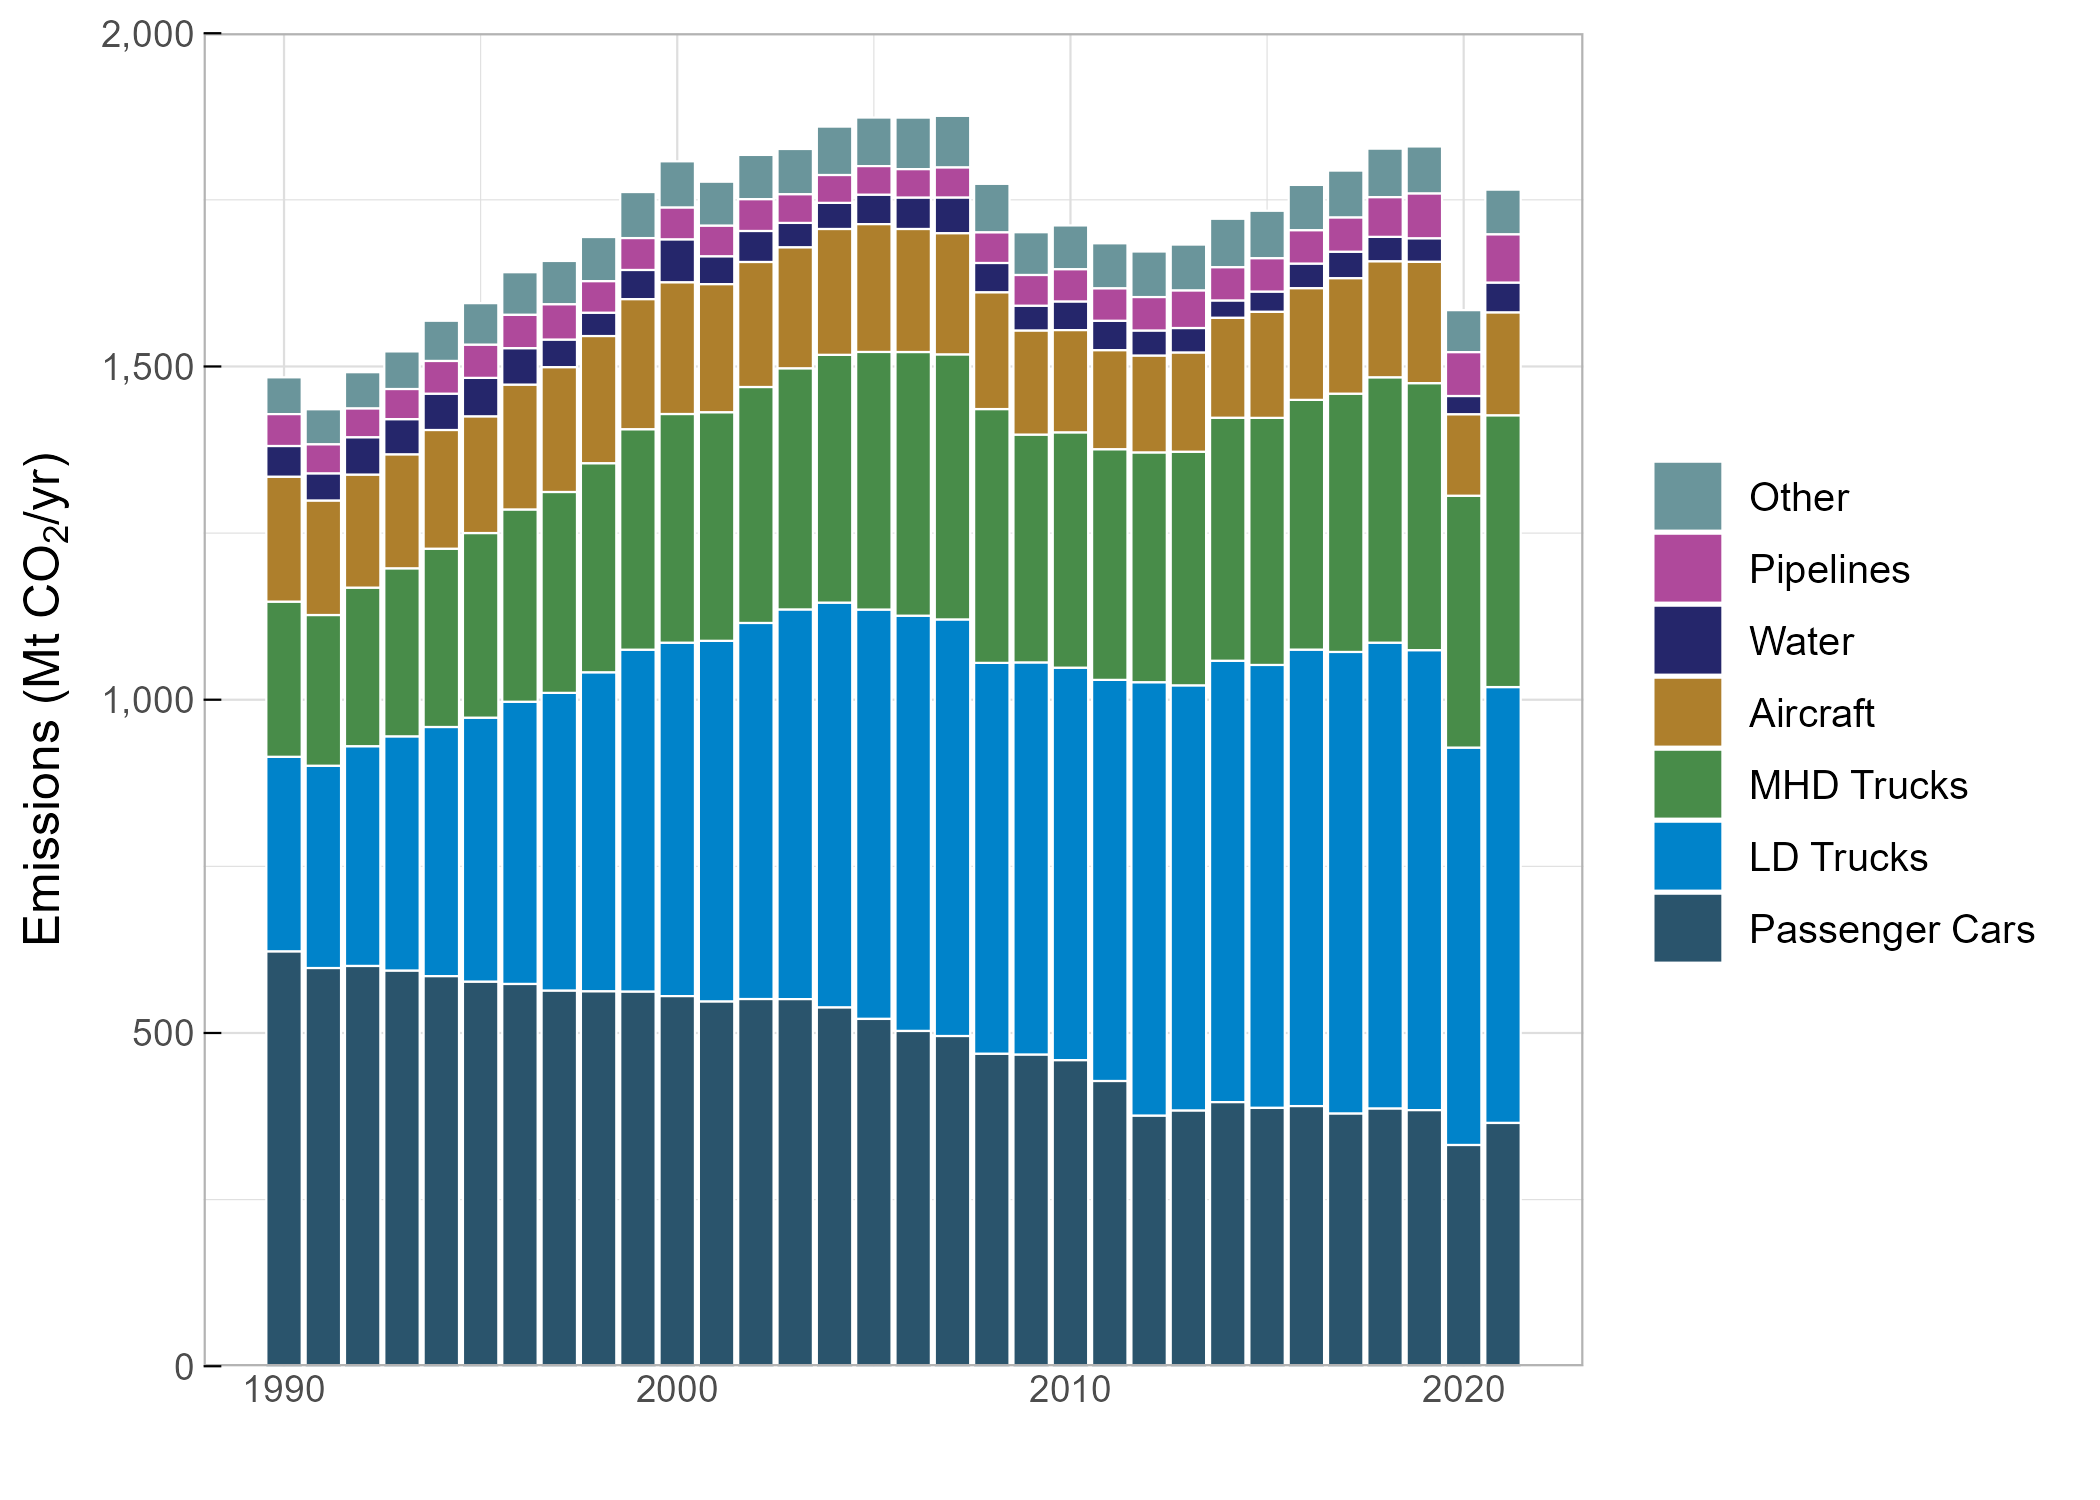 Emissions (Mt CO₂/yr)
2,000
1,500
1,000
500
0
1990
2000
2010
2020
Other
Pipelines
Water
Aircraft
MHD Trucks
LD Trucks
Passenger Cars